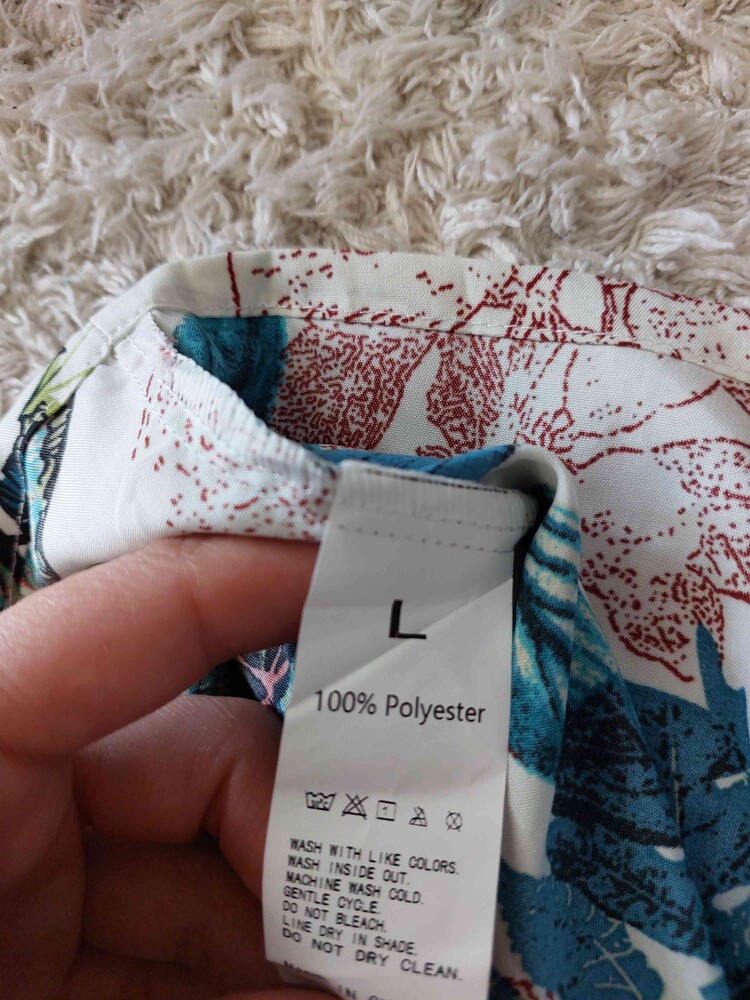 L
100% Polyester
WASH WITH LIKE COLORS.
WASH INSIDE OUT.
MACHINE WASH COLD.
GENTLE CYCLE.
DO NOT BLEACH.
LINE DRY IN SHADE.
DO NOT DRY CLEAN.
IN